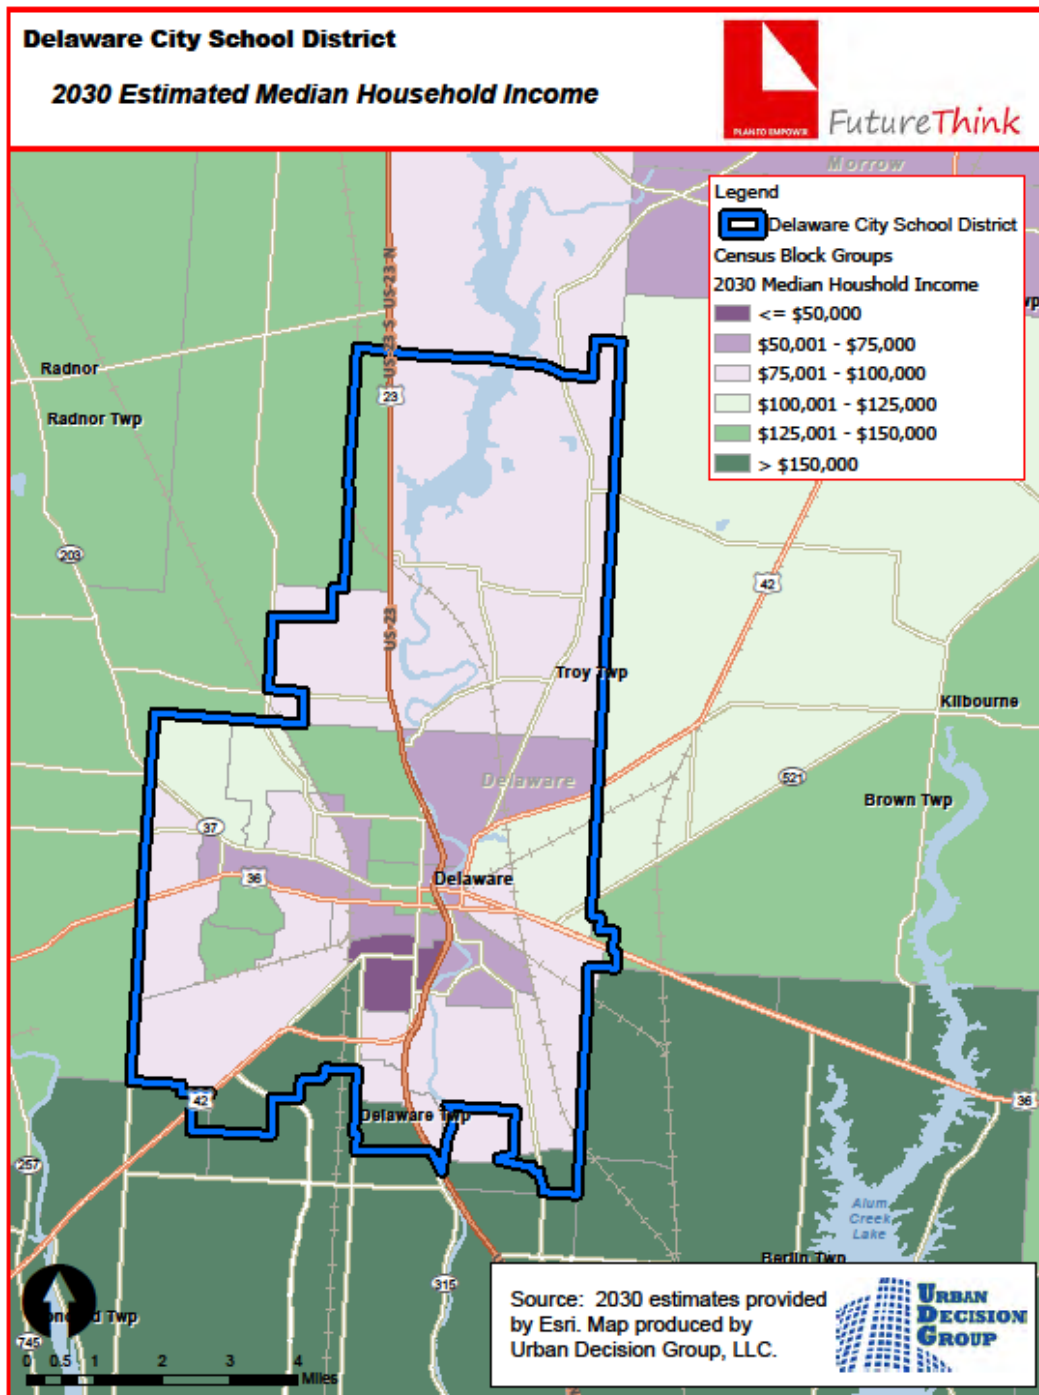 Delaware City School District
2030 Estimated Median Household Income
PLAN TO EMPOWER
FutureThink
Morrow
Legend
Delaware City School District
Census Block Groups
2030 Median Houshold Income
<= $50,000
$50,001 - $75,000
$75,001 - $100,000
$100,001 - $125,000
$125,001 - $150,000
> $150,000
US-23-S US-23-N
Radnor
23
Radnor Twp
203
42
US-23
Troy Twp
Kilbourne
Delaware
521
Brown Twp
37
36
Delaware
42
36
Delaware Twp
257
Alum
Creek
Lake
Berlin Twp
315
Twp
745
0 0.5 1 2 3 4
Miles
Source: 2030 estimates provided
by Esri. Map produced by
Urban Decision Group, LLC.
URBAN
DECISION
GROUP